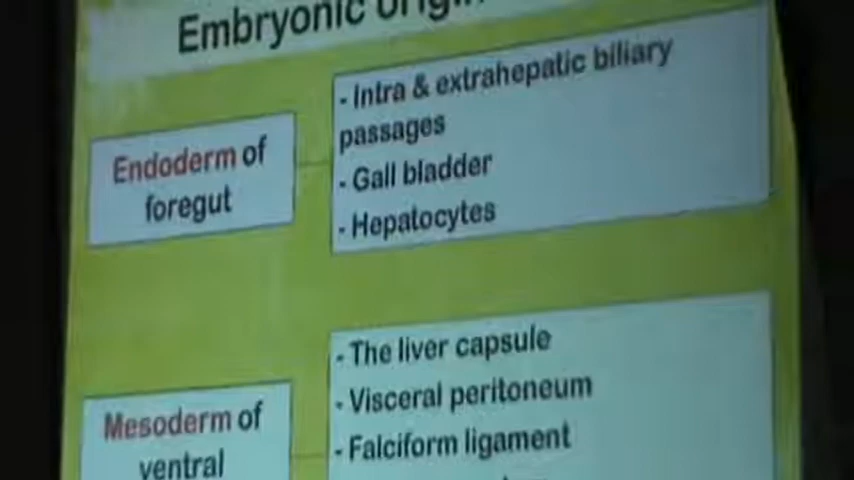 Embryonic origin
Endoderm of
foregut
- Intra & extrahepatic biliary
passages
- Gall bladder
- Hepatocytes
Mesoderm of
ventral
- The liver capsule
- Visceral peritoneum
- Falciform ligament